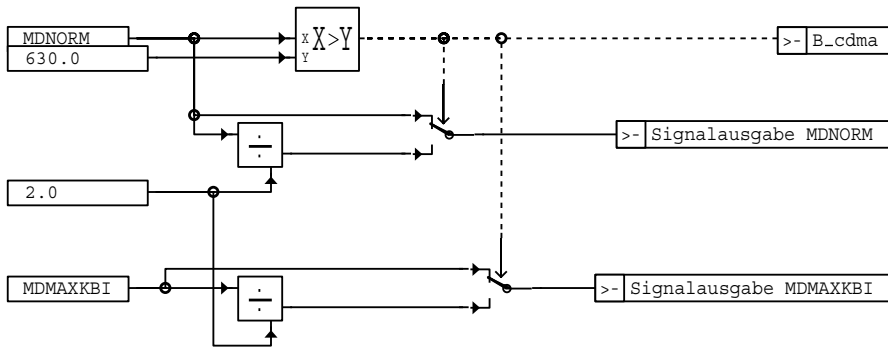 MDNORM
630.0
X
Y
X>Y
>- B_cdma
>- Signalausgabe MDNORM
÷
2.0
MDMAXKBI
÷
>- Signalausgabe MDMAXKBI